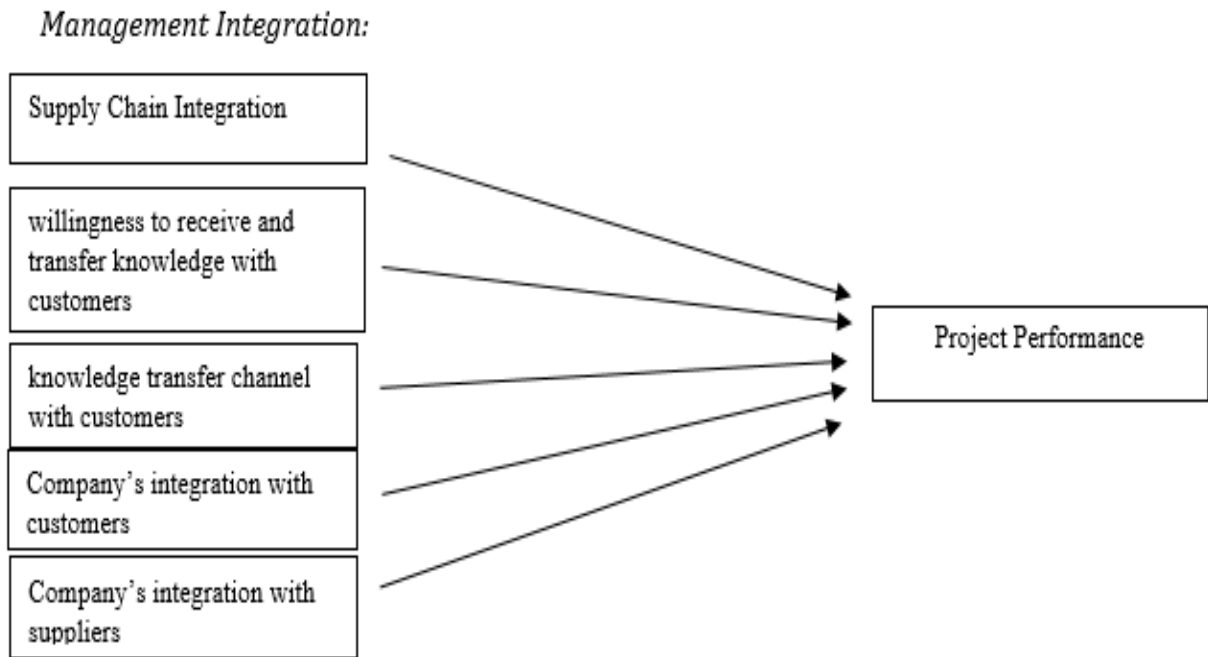 Management Integration:
Supply Chain Integration
willingness to receive and
transfer knowledge with
customers
knowledge transfer channel
with customers
Company’s integration with
customers
Company’s integration with
suppliers
Project Performance